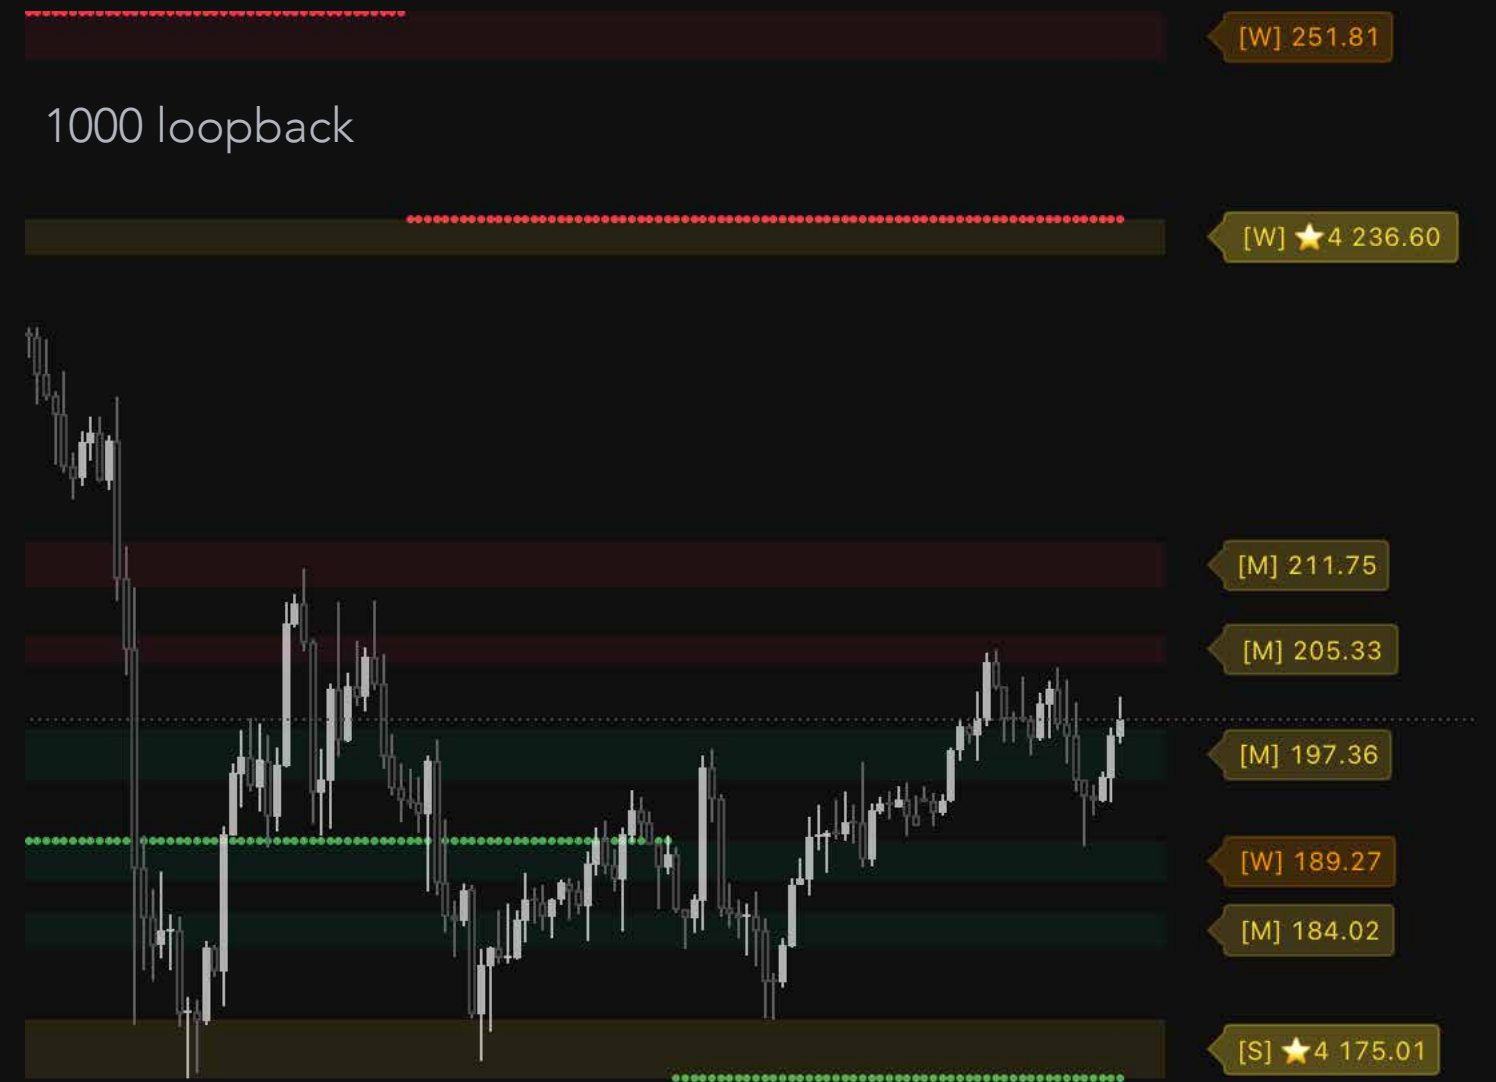 [W] 251.81
1000 loopback
[W] ⭐4 236.60
[M] 211.75
[M] 205.33
[M] 197.36
[W] 189.27
[M] 184.02
[S] ⭐4 175.01